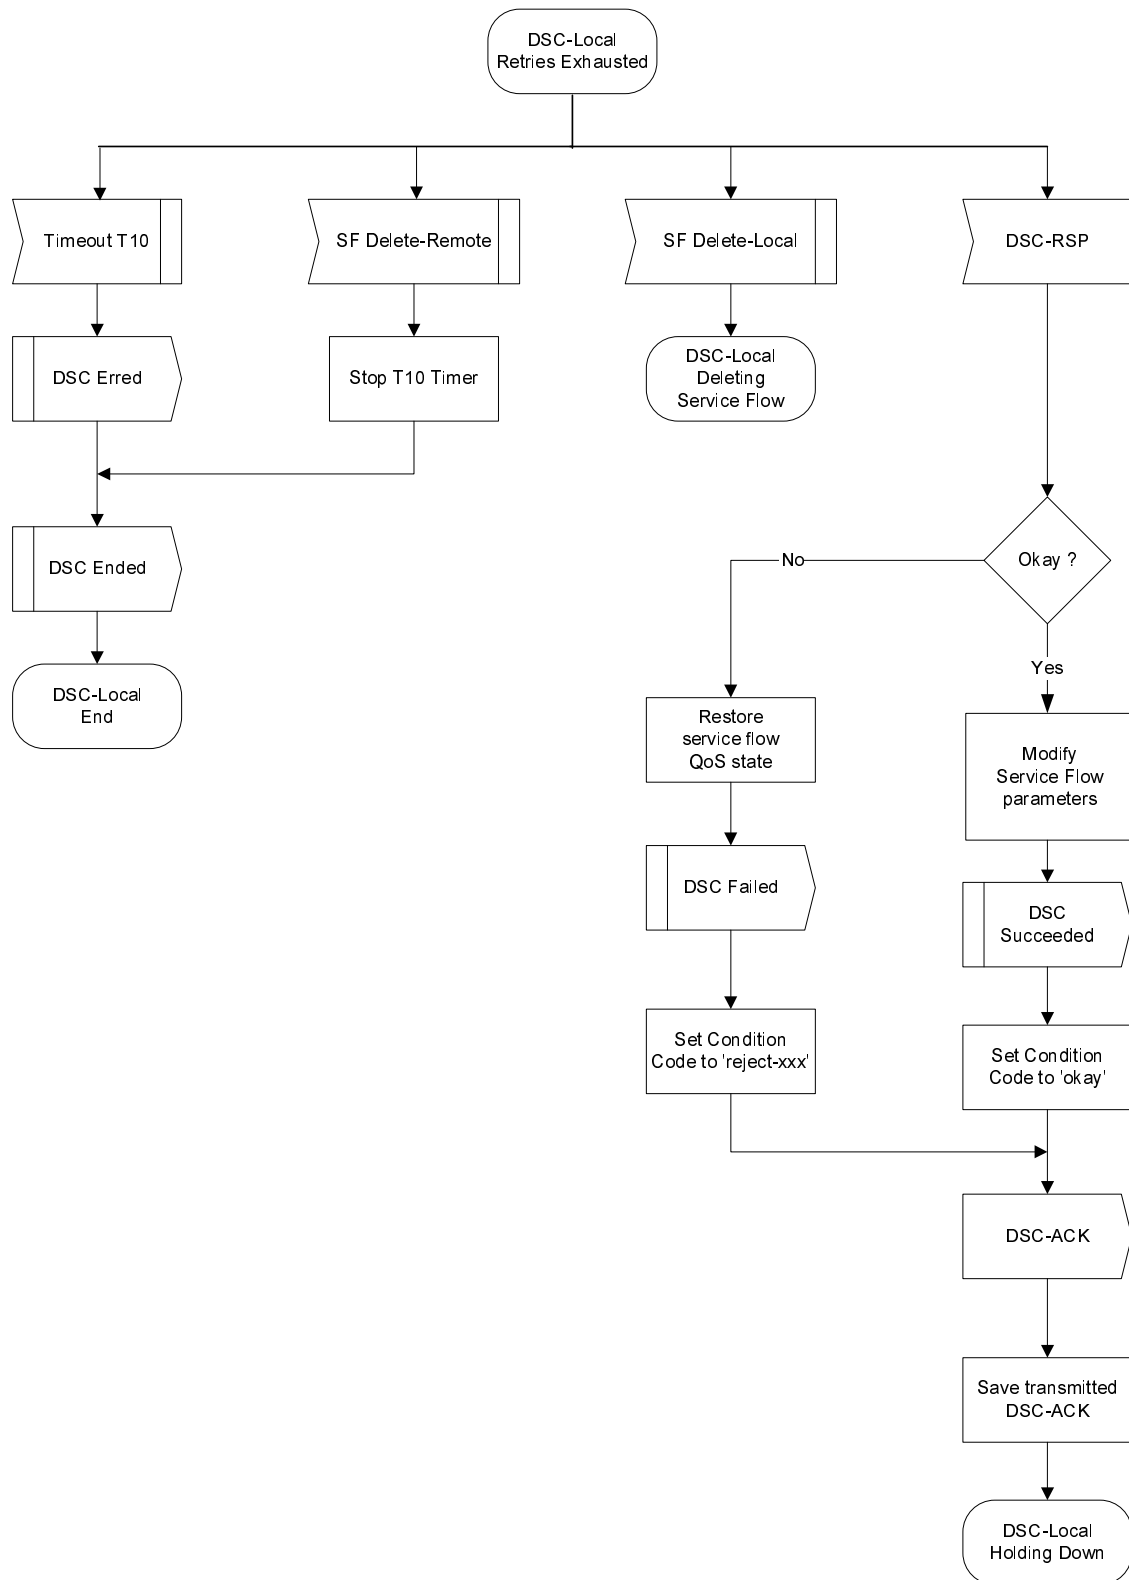 DSC-Local
Retries Exhausted
Timeout T10
SF Delete-Remote
SF Delete-Local
DSC-RSP
DSC Erred
Stop T10 Timer
DSC-Local
Deleting
Service Flow
DSC Ended
No
Okay ?
Yes
DSC-Local
End
Restore
service flow
QoS state
Modify
Service Flow
parameters
DSC Failed
DSC
Succeeded
Set Condition
Code to 'reject-xxx'
Set Condition
Code to 'okay'
DSC-ACK
Save transmitted
DSC-ACK
DSC-Local
Holding Down